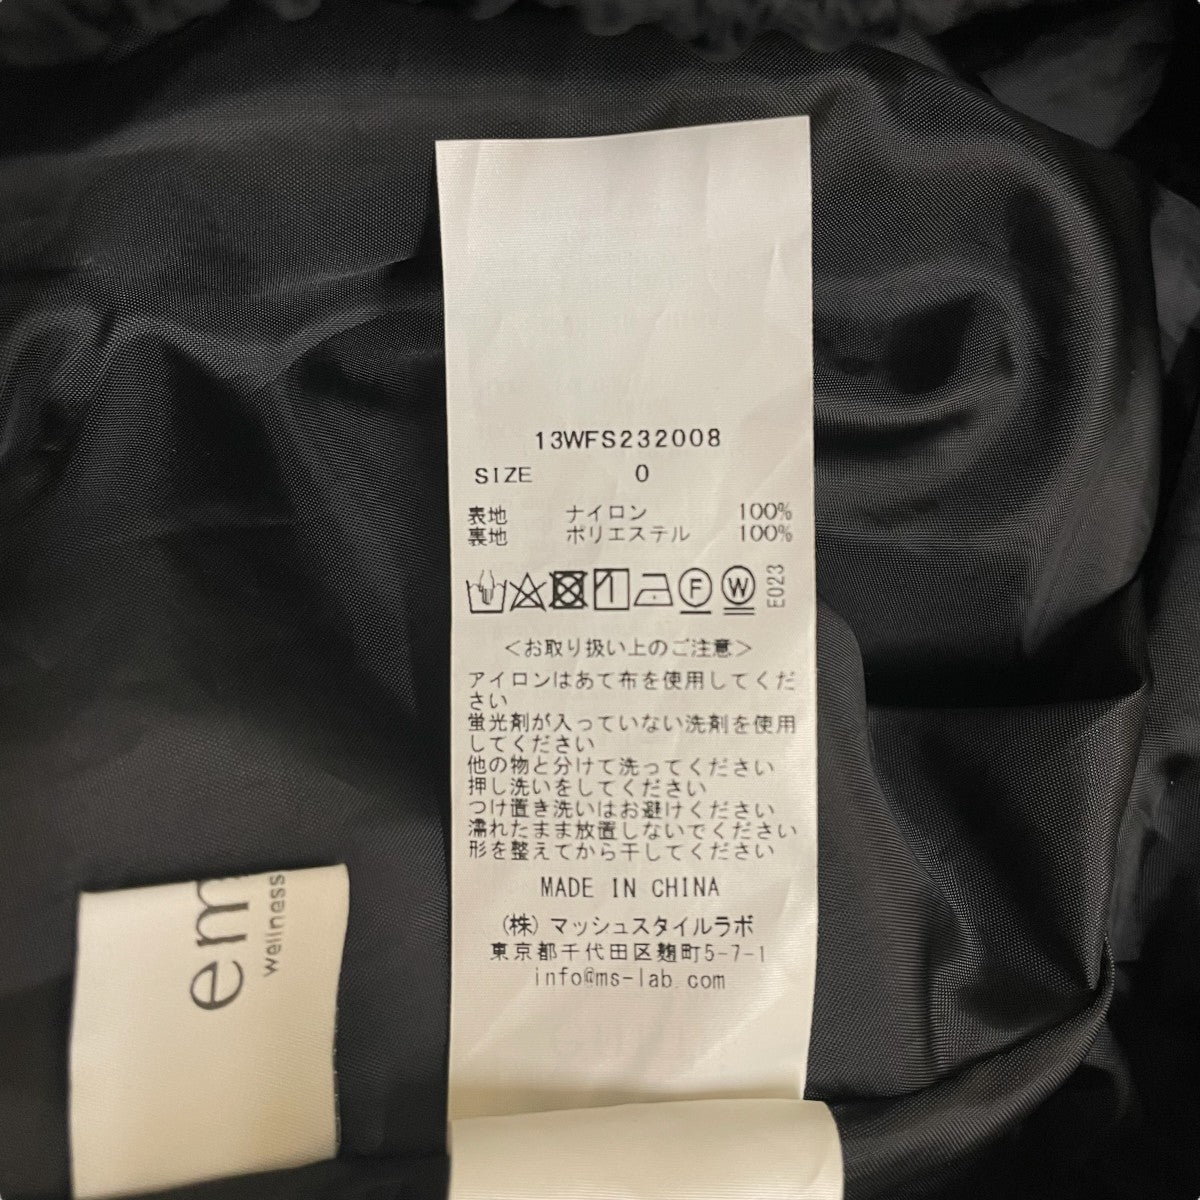 13WFS232008
SIZE 0
表地 ナイロン 100%
裏地 ポリエステル 100%
F W E023
<お取り扱い上のご注意>
アイロンはあて布を使用してくだ
さい
蛍光剤が入っていない洗剤を使用
してください
他の物と分けて洗ってください
押し洗いをしてください
つけ置き洗いはお避けください
濡れたまま放置しないでください
形を整えてから干してください
MADE IN CHINA
(株)マッシュスタイルラボ
東京都千代田区麹町5-7-1
info@ms-lab.com
em
wellness